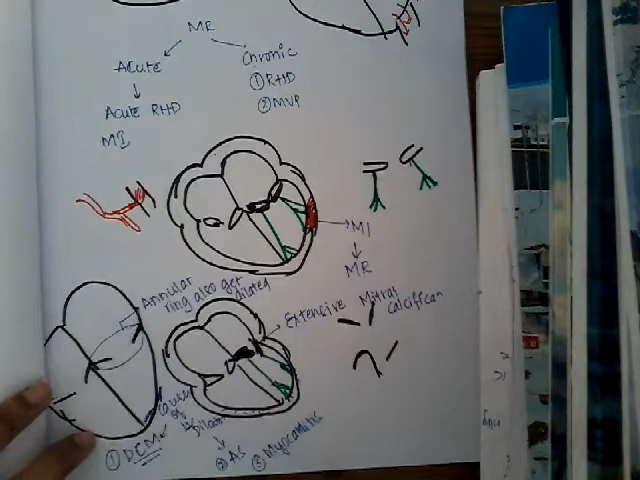 MR
Acute
Chronic
① RHD
② MVP
Acute RHD
MI
MI
MR
Annular
ring also get
dilated
Extensive Mitral
calcification
① DCM
② AS
③ Myocarditis